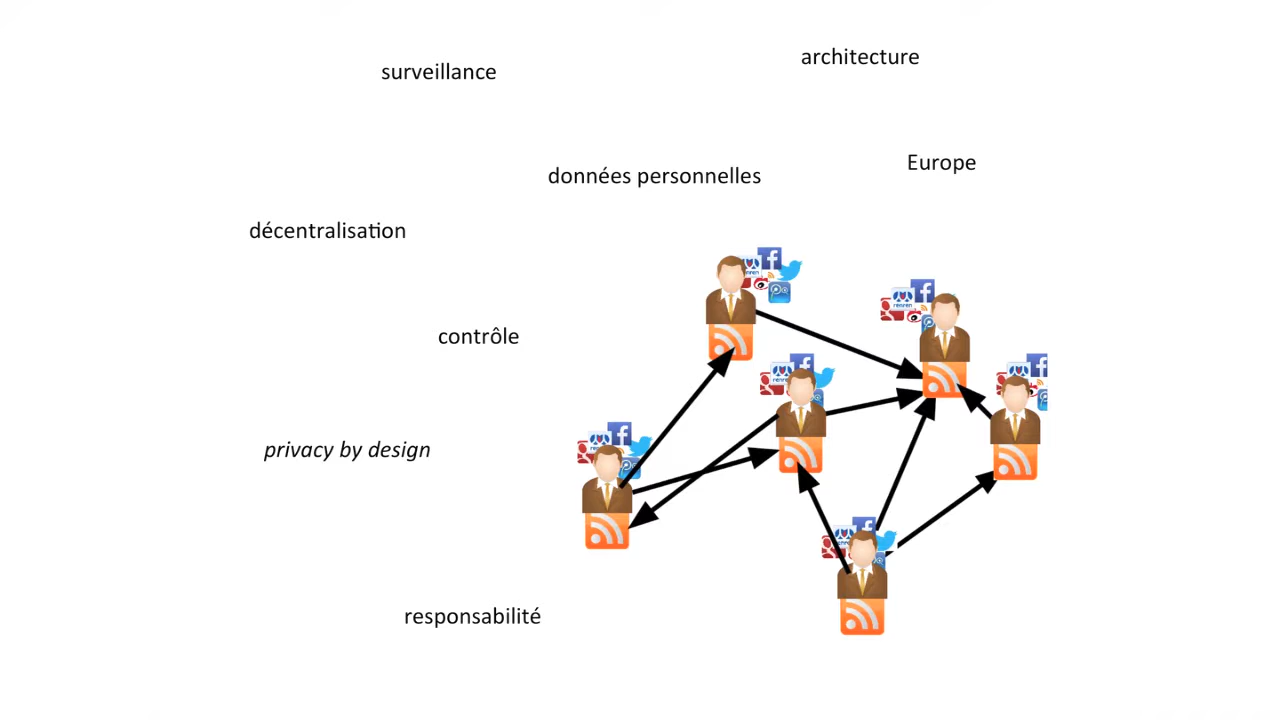 architecture
surveillance
Europe
données personnelles
décentralisation
contrôle
privacy by design
responsabilité